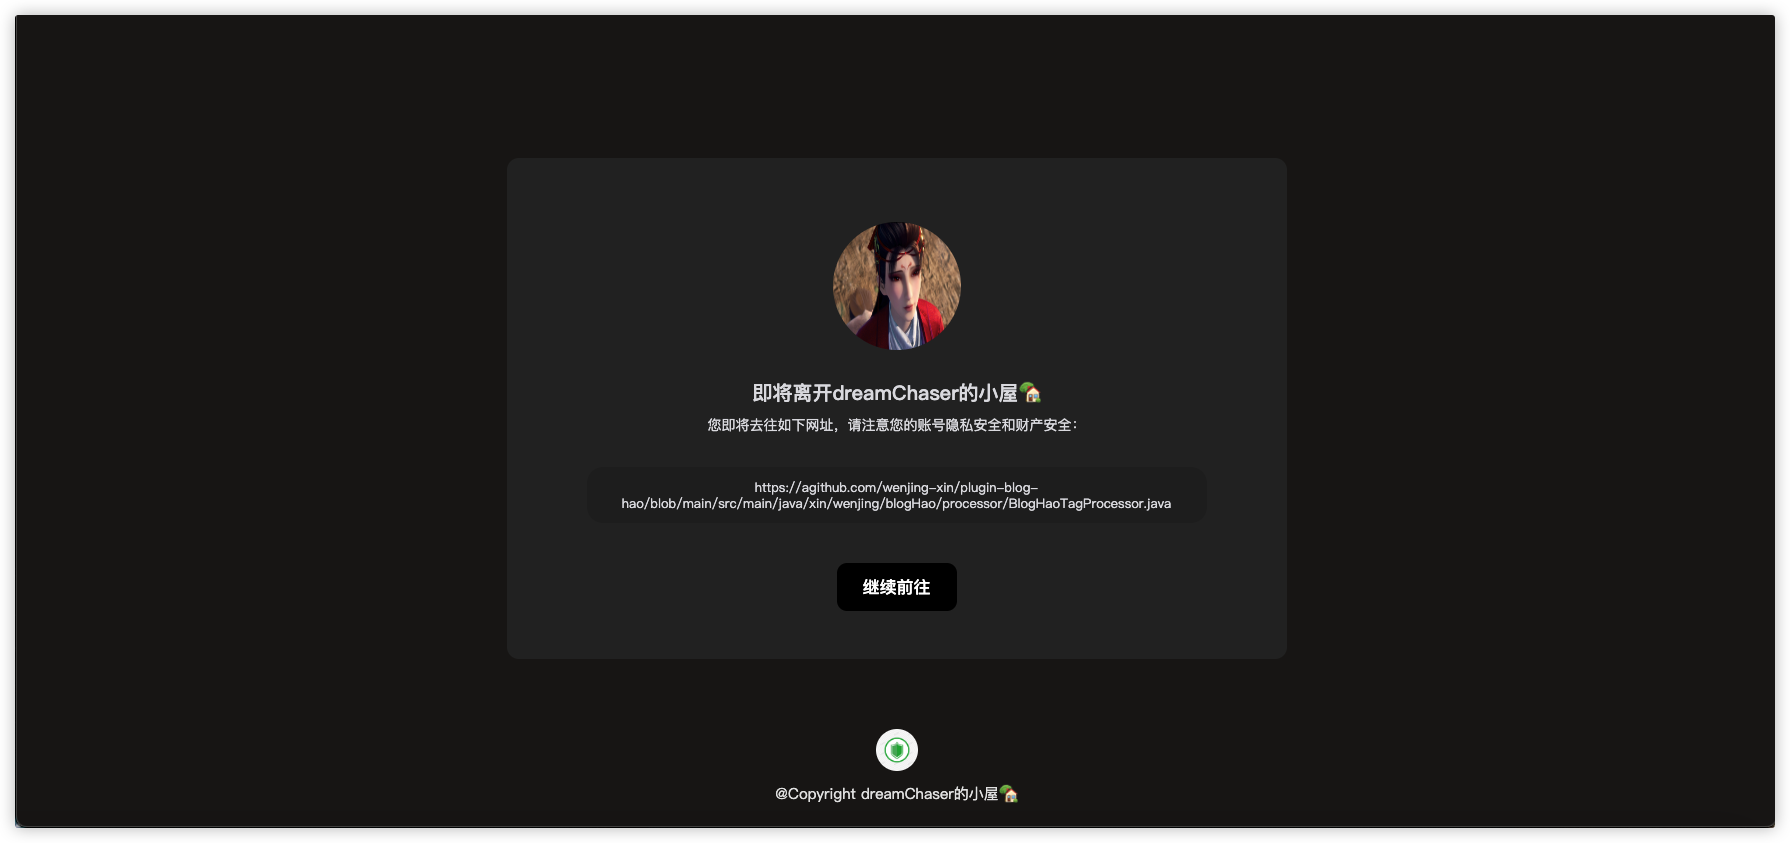 即将离开dreamChaser的小屋🏡
您即将去往如下网址，请注意您的账号隐私安全和财产安全：
https://agithub.com/wenjing-xin/plugin-blog-
hao/blob/main/src/main/java/xin/wenjing/blogHao/processor/BlogHaoTagProcessor.java
继续前往
@Copyright dreamChaser的小屋🏡